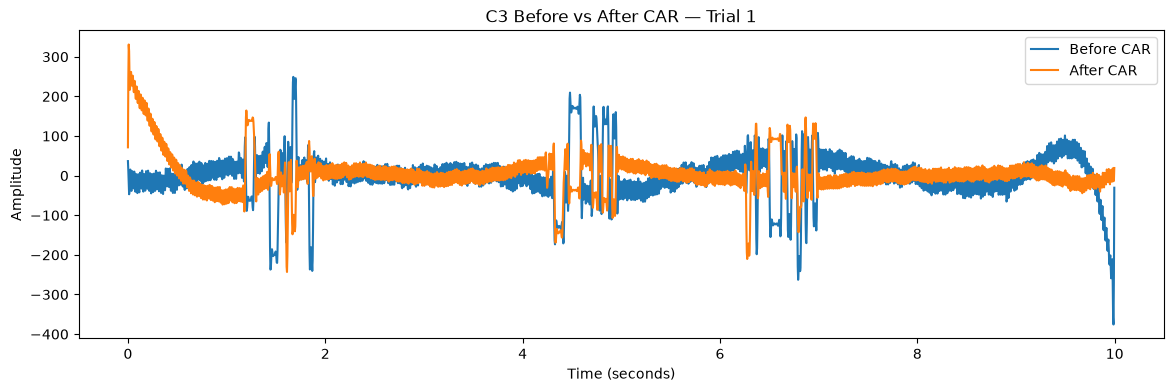 C3 Before vs After CAR — Trial 1
Before CAR
After CAR
Amplitude
300
200
100
0
−100
−200
−300
−400
0
2
4
6
8
10
Time (seconds)